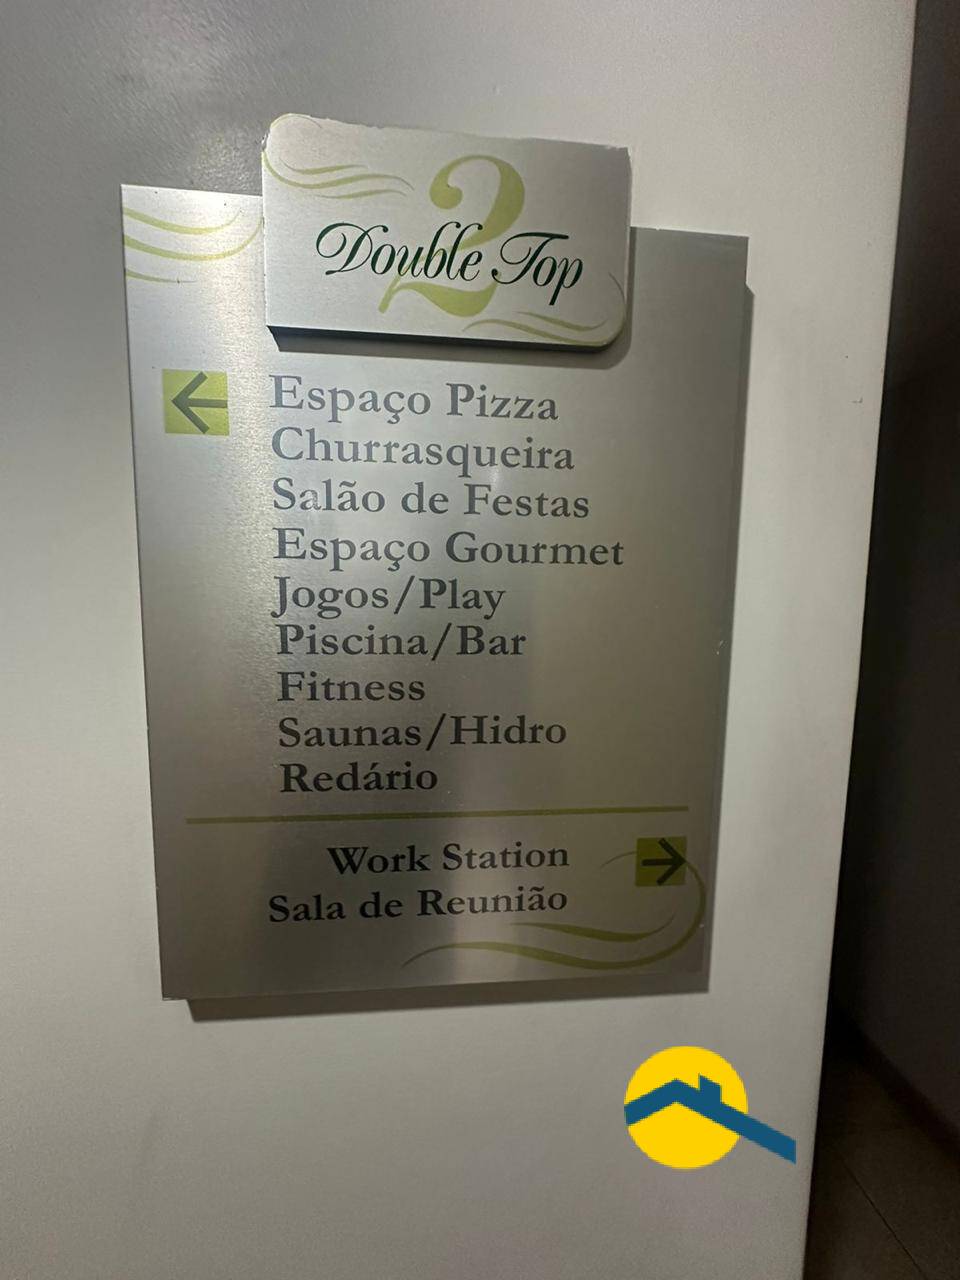 2
Double Top
Espaço Pizza
Churrasqueira
Salão de Festas
Espaço Gourmet
Jogos/Play
Piscina/Bar
Fitness
Saunas/Hidro
Redário
Work Station
Sala de Reunião